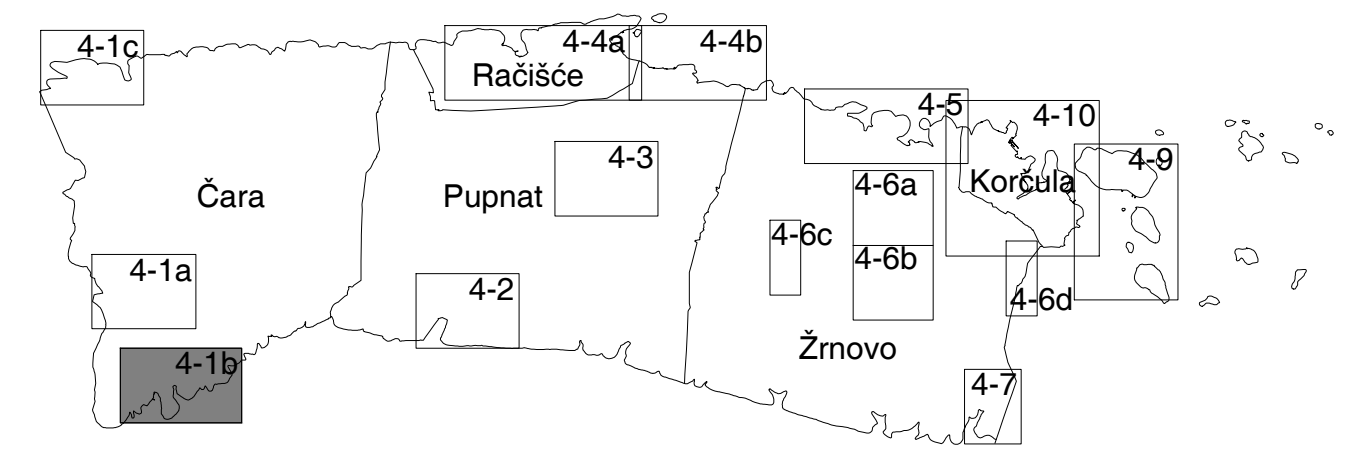 4-1c
4-4a
4-4b
Račišće
4-5
4-10
4-3
4-9
Čara
Pupnat
4-6a
Korčula
4-6c
4-6b
4-1a
4-2
4-6d
Žrnovo
4-1b
4-7